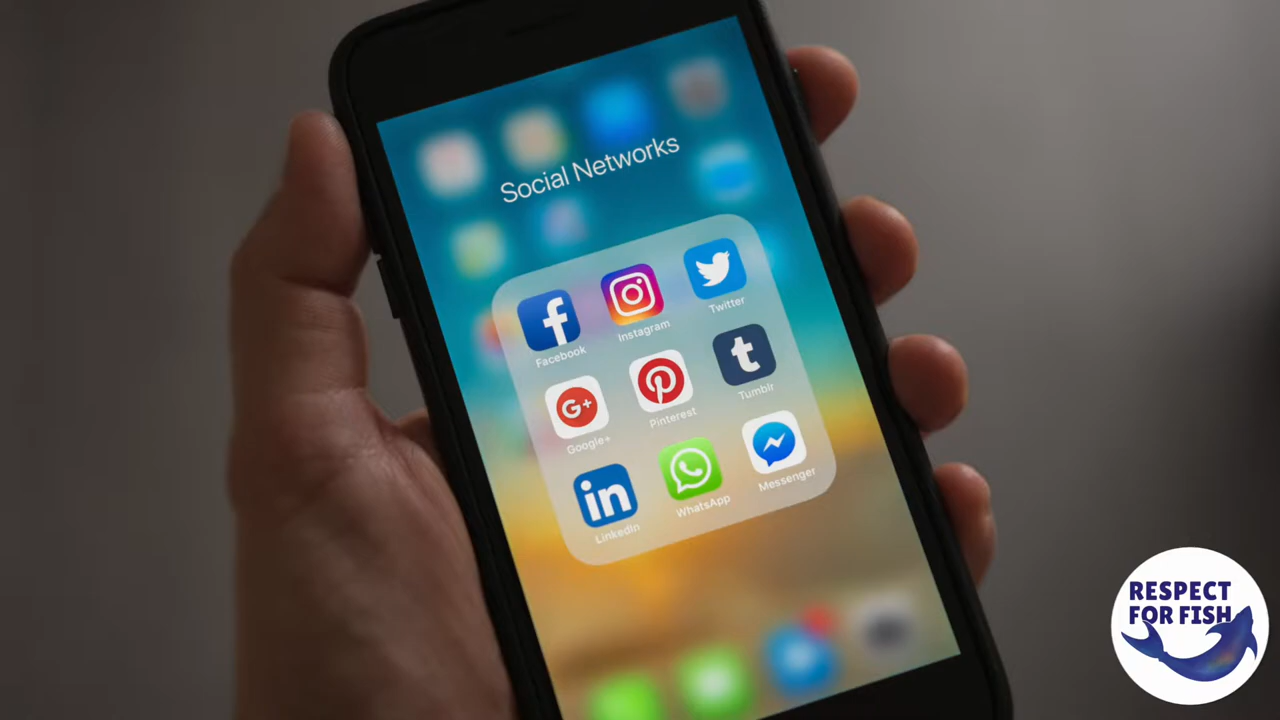 Social Networks
Facebook
Instagram
Twitter
Google+
Pinterest
Tumblr
LinkedIn
WhatsApp
Messenger
RESPECT
FOR FISH